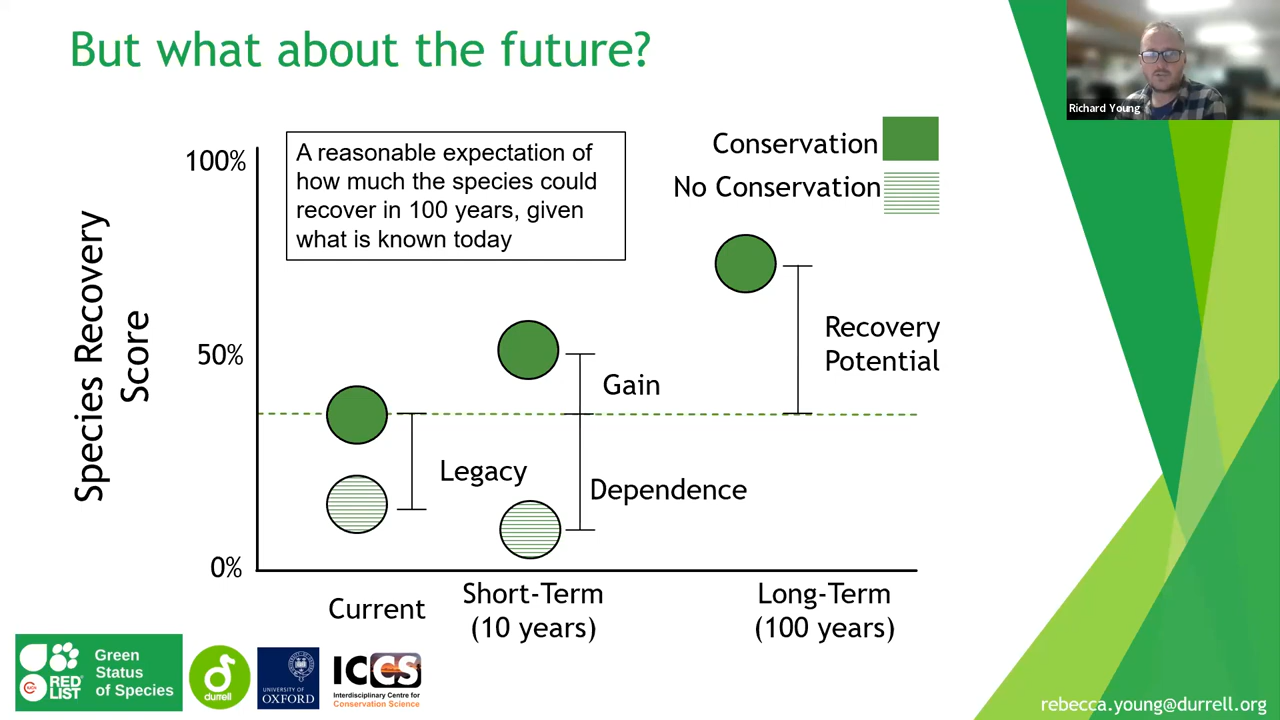 But what about the future?
Richard Young
A reasonable expectation of
how much the species could
recover in 100 years, given
what is known today
Conservation
No Conservation
Species Recovery
Score
100%
50%
0%
Recovery
Potential
Gain
Legacy
Dependence
Current
Short-Term
(10 years)
Long-Term
(100 years)
Green
Status
of Species
RED
LIST
durrell
UNIVERSITY OF
OXFORD
ICCS
Interdisciplinary Centre for
Conservation Science
rebecca.young@durrell.org